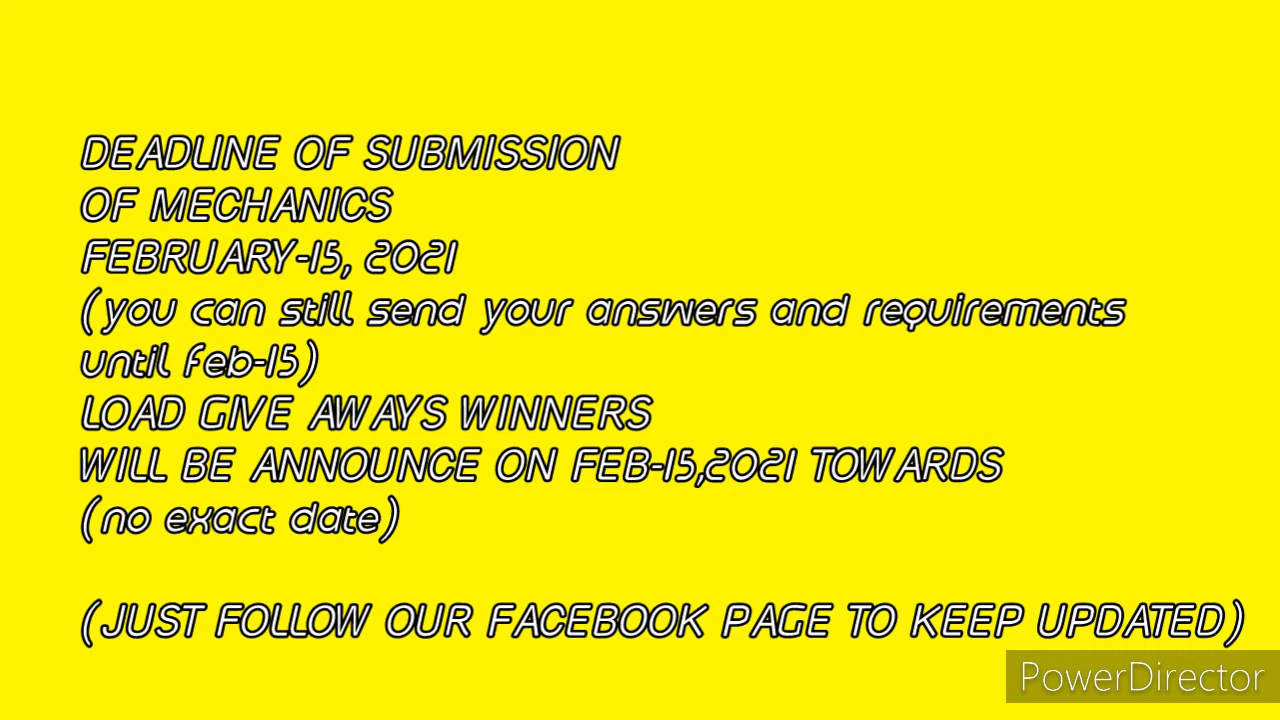 DEADLINE OF SUBMISSION
OF MECHANICS
FEBRUARY-15, 2021
(you can still send your answers and requirements
until feb-15)
LOAD GIVE AWAYS WINNERS
WILL BE ANNOUNCE ON FEB-15,2021 TOWARDS
(no exact date)
(JUST FOLLOW OUR FACEBOOK PAGE TO KEEP UPDATED)
PowerDirector